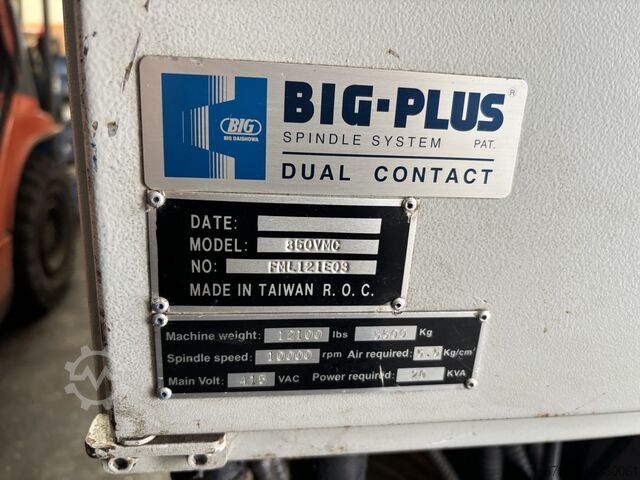 BIG-PLUS®
BIG
BIG DAISHOWA
SPINDLE SYSTEM PAT.
DUAL CONTACT
DATE:
MODEL: 850VMC
NO: FML121E03
MADE IN TAIWAN R.O.C.
Machine weight: 12100 lbs 5500 Kg
Spindle speed: 10000 rpm Air required: 5.5 Kg/cm²
Main Volt: 415 VAC Power required: 20 KVA